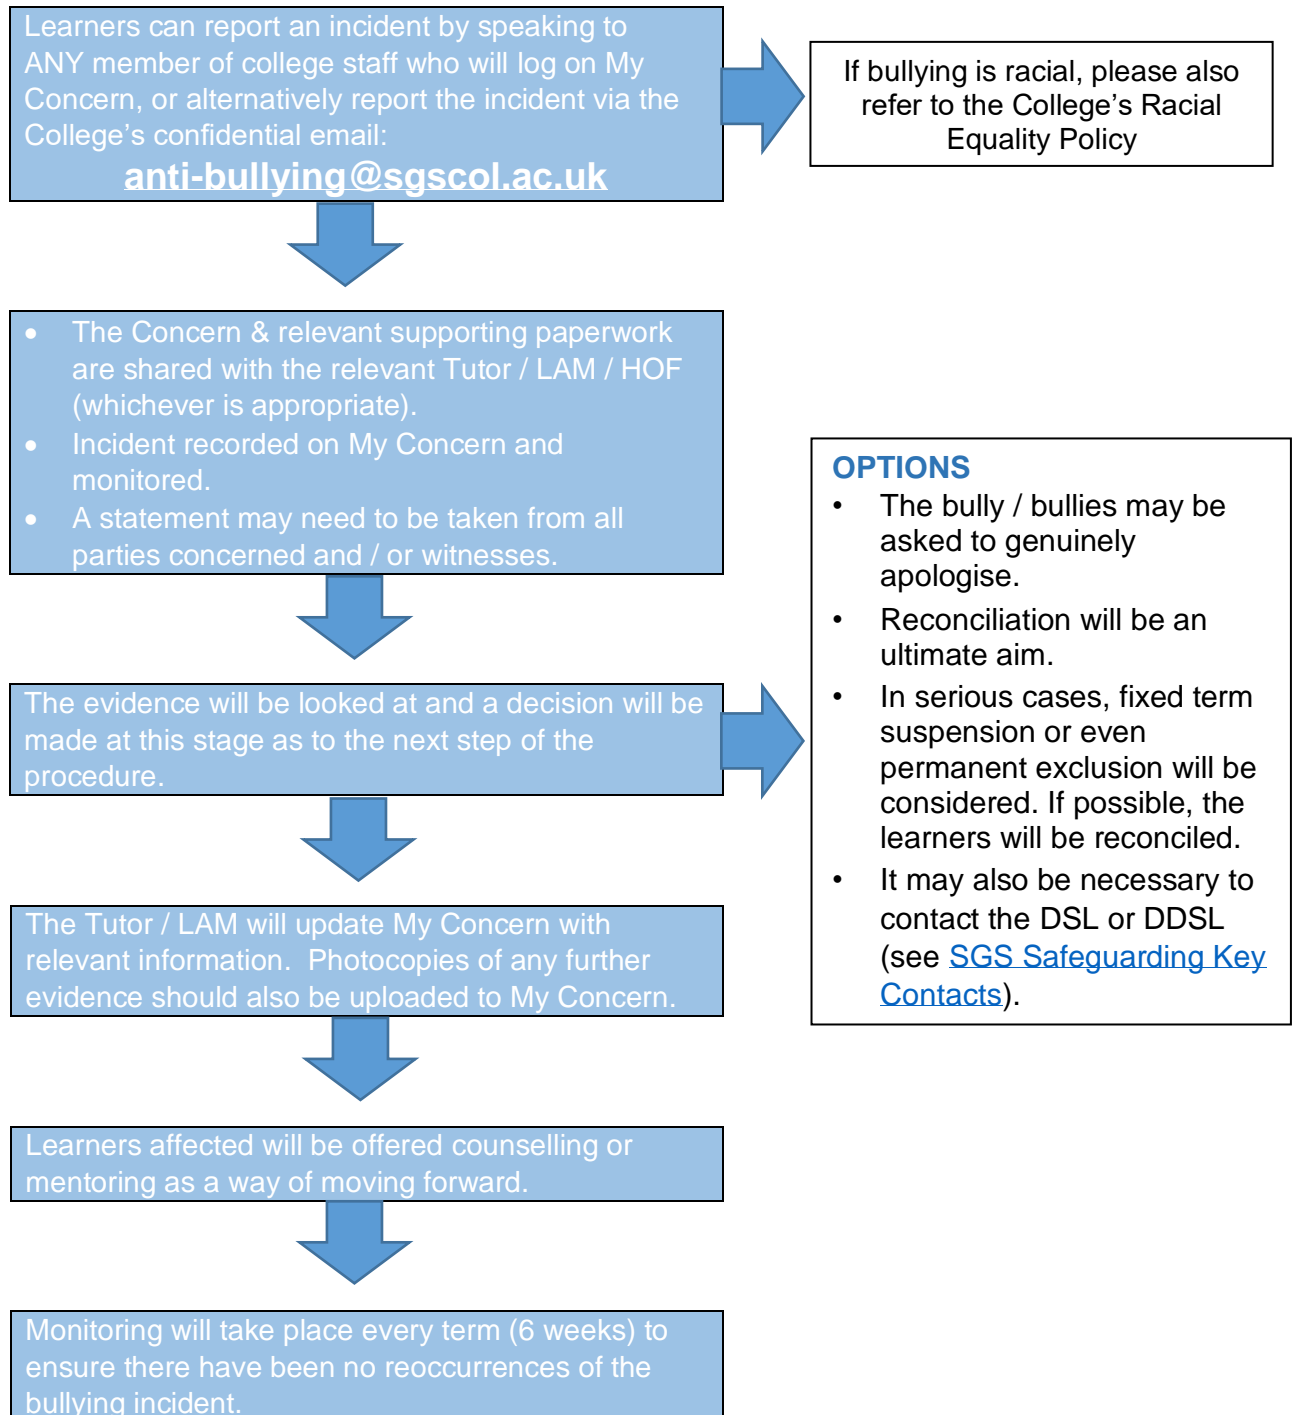 Learners can report an incident by speaking to
ANY member of college staff who will log on My
Concern, or alternatively report the incident via the
College’s confidential email:
anti-bullying@sgscol.ac.uk
If bullying is racial, please also
refer to the College’s Racial
Equality Policy
• The Concern & relevant supporting paperwork
are shared with the relevant Tutor / LAM / HOF
(whichever is appropriate).
• Incident recorded on My Concern and
monitored.
• A statement may need to be taken from all
parties concerned and / or witnesses.
The evidence will be looked at and a decision will be
made at this stage as to the next step of the
procedure.
OPTIONS
• The bully / bullies may be
asked to genuinely
apologise.
• Reconciliation will be an
ultimate aim.
• In serious cases, fixed term
suspension or even
permanent exclusion will be
considered. If possible, the
learners will be reconciled.
• It may also be necessary to
contact the DSL or DDSL
(see SGS Safeguarding Key
Contacts).
The Tutor / LAM will update My Concern with
relevant information.  Photocopies of any further
evidence should also be uploaded to My Concern.
Learners affected will be offered counselling or
mentoring as a way of moving forward.
Monitoring will take place every term (6 weeks) to
ensure there have been no reoccurrences of the
bullying incident.